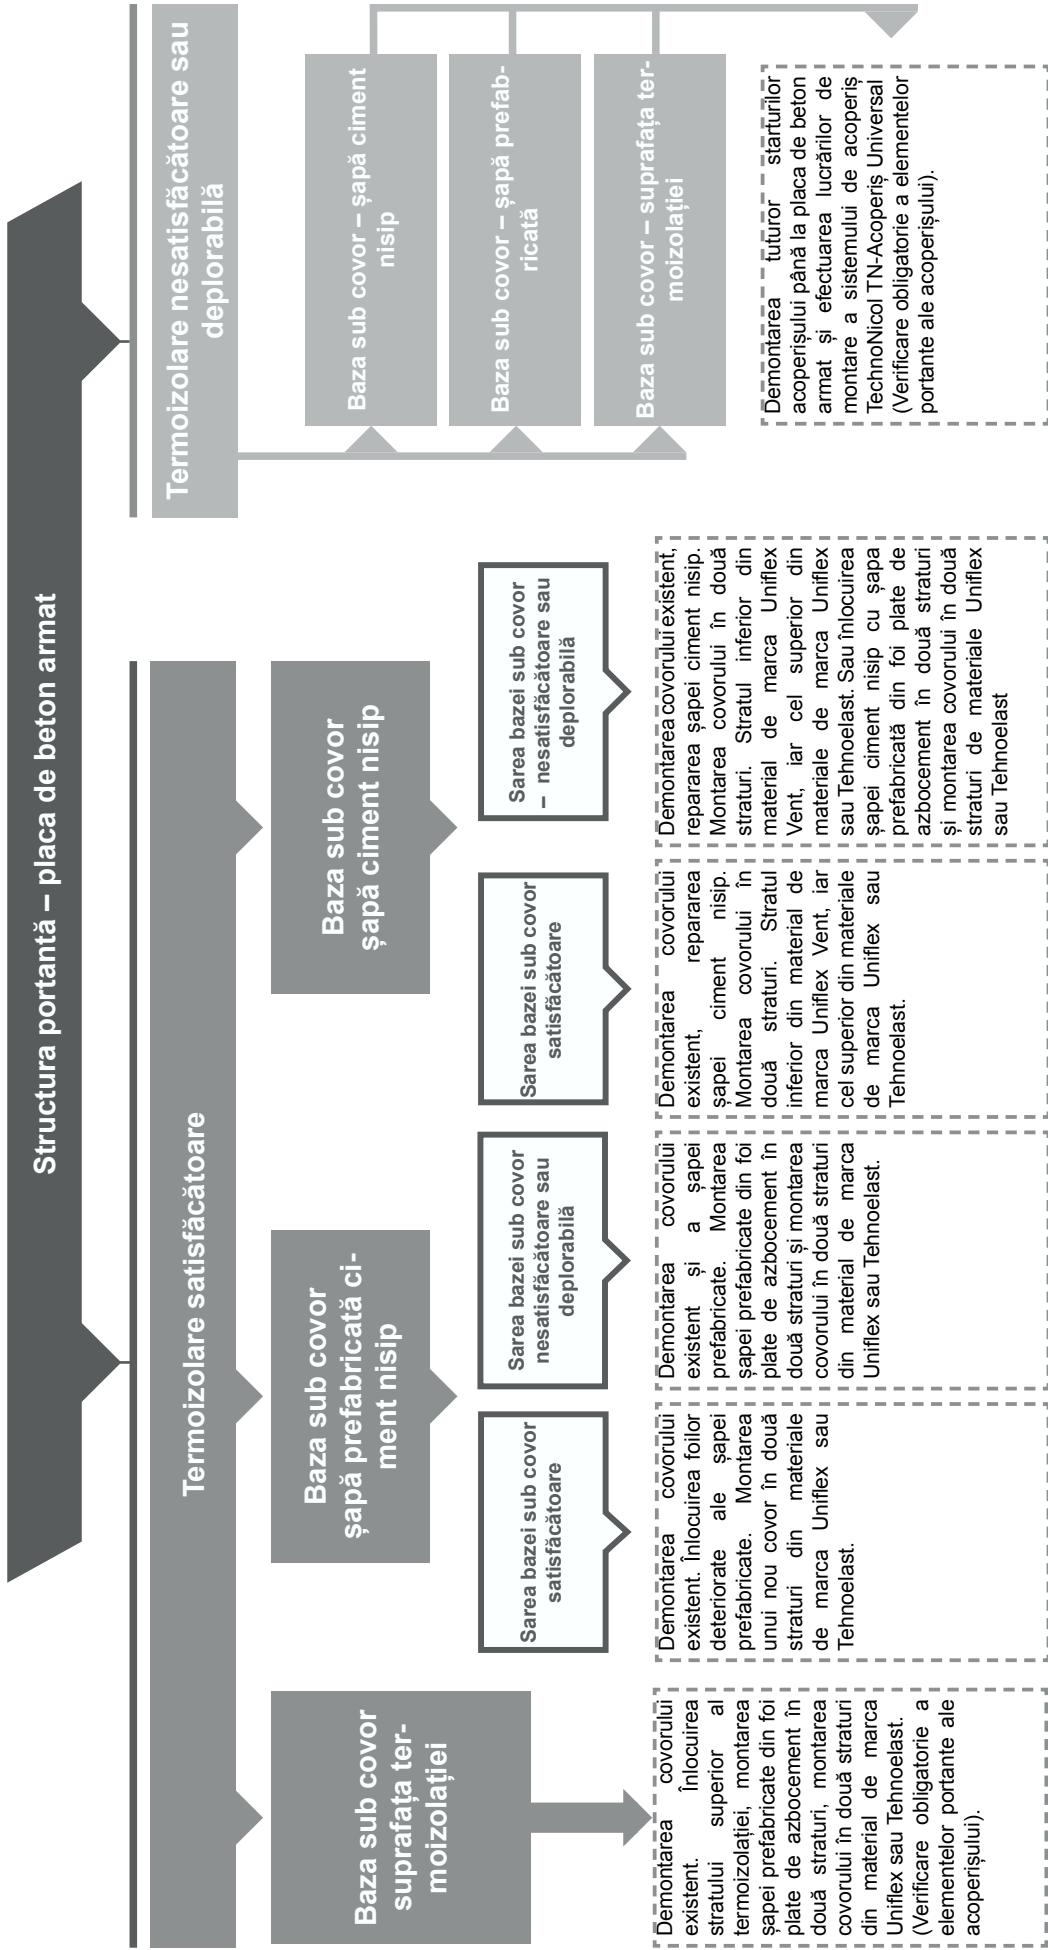 Structura portantă – placa de beton armat
Termoizolare satisfăcătoare
Baza sub covor
suprafața ter-
moizolației
Demontarea covorului
existent. Înlocuirea
stratului superior al
termoizolației, montarea
șapei prefabricate din foi
plate de azbocement în
două straturi, montarea
covorului în două straturi
din material de marca
Uniflex sau Tehnoelast.
(Verificare obligatorie a
elementelor portante ale
acoperișului).
Baza sub covor
șapă prefabricată ci-
ment nisip
Sarea bazei sub covor
satisfăcătoare
Demontarea covorului
existent. Înlocuirea foilor
deteriorate ale șapei
prefabricate. Montarea
unui nou covor în două
straturi din materiale
de marca Uniflex sau
Tehnoelast.
Sarea bazei sub covor
nesatisfăcătoare sau
deplorabilă
Demontarea covorului
existent și a șapei
prefabricate. Montarea
șapei prefabricate din foi
plate de azbocement în
două straturi și montarea
covorului în două straturi
din material de marca
Uniflex sau Tehnoelast.
Baza sub covor
șapă ciment nisip
Sarea bazei sub covor
satisfăcătoare
Demontarea covorului
existent, repararea
șapei ciment nisip.
Montarea covorului în
două straturi. Stratul
inferior din material de
marca Uniflex Vent, iar
cel superior din materiale
de marca Uniflex sau
Tehnoelast.
Sarea bazei sub covor
– nesatisfăcătoare sau
deplorabilă
Demontarea covorului existent,
repararea șapei ciment nisip.
Montarea covorului în două
straturi. Stratul inferior din
material de marca Uniflex
Vent, iar cel superior din
materiale de marca Uniflex
sau Tehnoelast. Sau înlocuirea
șapei ciment nisip cu șapa
prefabricată din foi plate de
azbocement în două straturi
și montarea covorului în două
straturi de materiale Uniflex
sau Tehnoelast
Termoizolare nesatisfăcătoare sau
deplorabilă
Baza sub covor – șapă ciment
nisip
Baza sub covor – șapă prefab-
ricată
Baza sub covor – suprafața ter-
moizolației
Demontarea tuturor starturilor
acoperișului până la placa de beton
armat și efectuarea lucrărilor de
montare a sistemului de acoperiș
TechnoNicol TN-Acoperiș Universal
(Verificare obligatorie a elementelor
portante ale acoperișului).